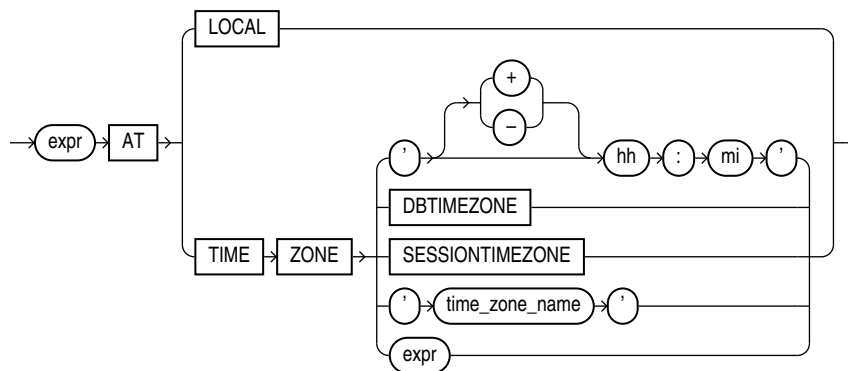 LOCAL
+
–
expr AT
’ hh : mi ’
DBTIMEZONE
TIME ZONE SESSIONTIMEZONE
’ time_zone_name ’
expr